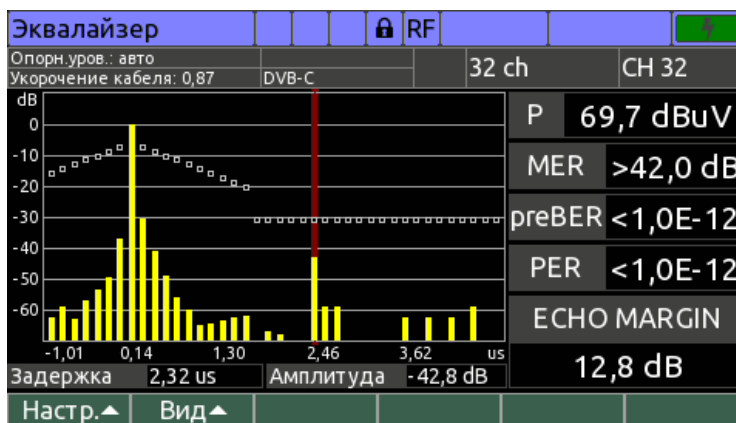 Эквалайзер RF
Опорн.уров.: авто
Укорочение кабеля: 0,87 DVB-C 32 ch CH 32
dB
0
-10
-20
-30
-40
-50
-60
-1,01 0,14 1,30 2,46 3,62 us
P 69,7 dBuV
MER >42,0 dB
preBER <1,0E-12
PER <1,0E-12
ECHO MARGIN
12,8 dB
Задержка 2,32 us Амплитуда -42,8 dB
Настр. Вид